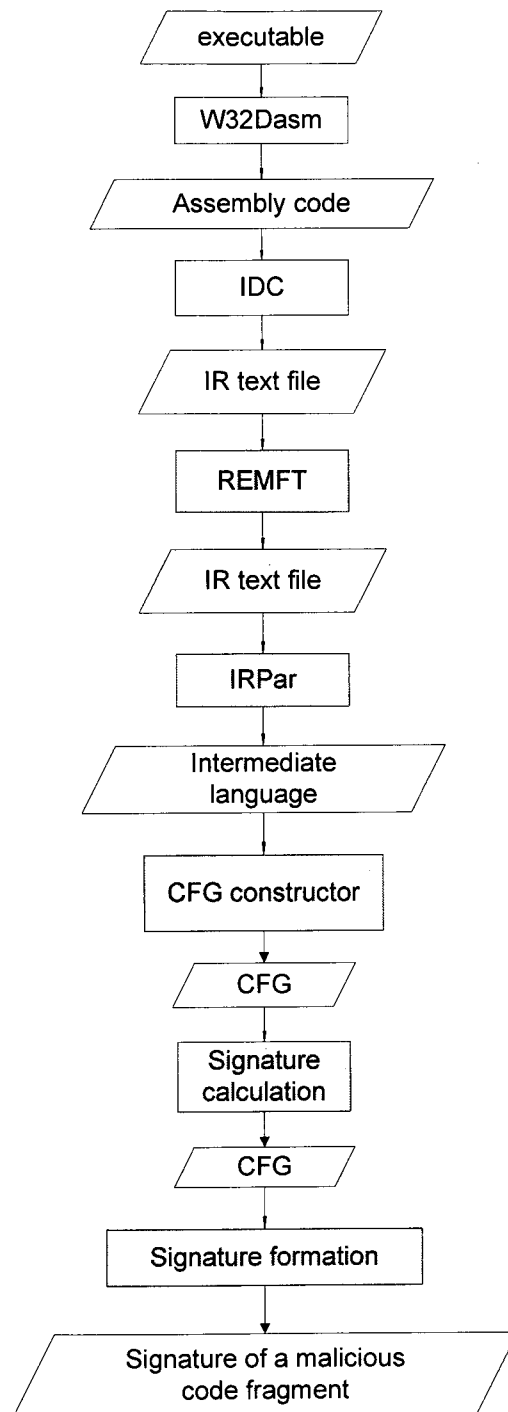 executable
W32Dasm
Assembly code
IDC
IR text file
REMFT
IR text file
IRPar
Intermediate
language
CFG constructor
CFG
Signature
calculation
CFG
Signature formation
Signature of a malicious
code fragment